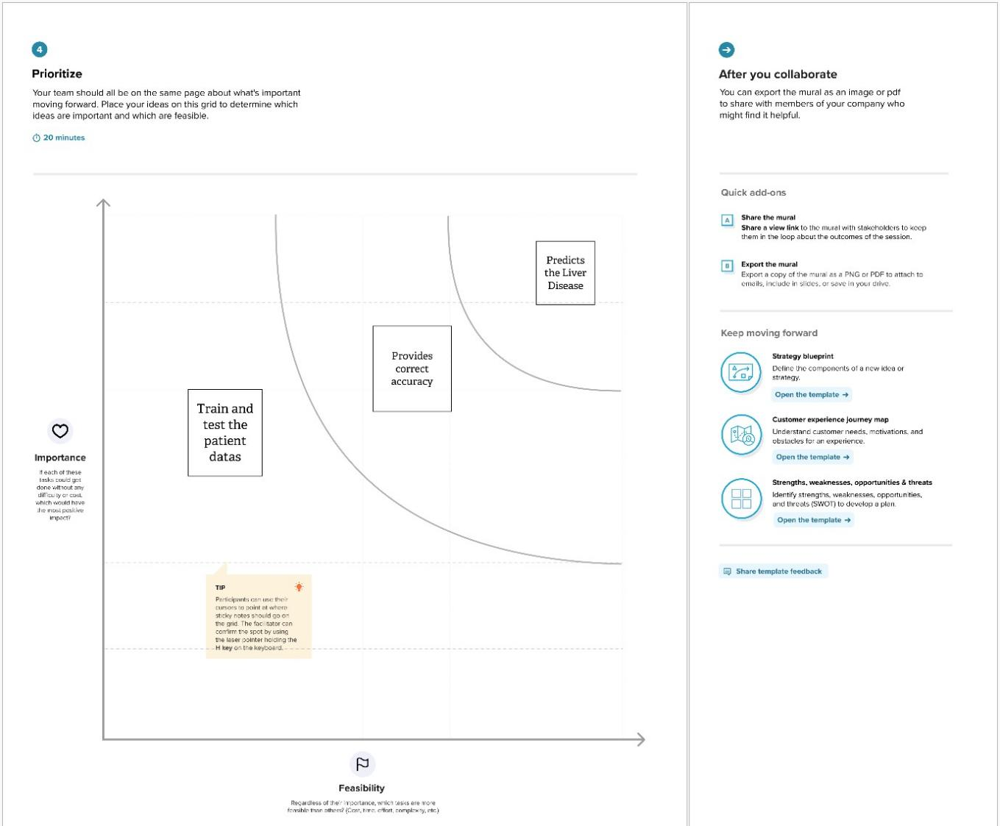 4
Prioritize
Your team should all be on the same page about what's important
moving forward. Place your ideas on this grid to determine which
ideas are important and which are feasible.
20 minutes
Predicts
the Liver
Disease
Provides
correct
accuracy
Train and
test the
patient
datas
Importance
If each of these
tasks could get
done without any
difficulty or cost,
which would have
the most positive
impact?
TIP
Participants can use their
cursors to point at where
sticky notes should go on
the grid. The facilitator can
confirm the spot by using
the laser pointer holding the
H key on the keyboard.
Feasibility
Regardless of their importance, which tasks are more
feasible than others? (Cost, time, effort, complexity, etc.)
After you collaborate
You can export the mural as an image or pdf
to share with members of your company who
might find it helpful.
Quick add-ons
A
Share the mural
Share a view link to the mural with stakeholders to keep
them in the loop about the outcomes of the session.
B
Export the mural
Export a copy of the mural as a PNG or PDF to attach to
emails, include in slides, or save in your drive.
Keep moving forward
Strategy blueprint
Define the components of a new idea or
strategy.
Open the template →
Customer experience journey map
Understand customer needs, motivations, and
obstacles for an experience.
Open the template →
Strengths, weaknesses, opportunities & threats
Identify strengths, weaknesses, opportunities,
and threats (SWOT) to develop a plan.
Open the template →
Share template feedback